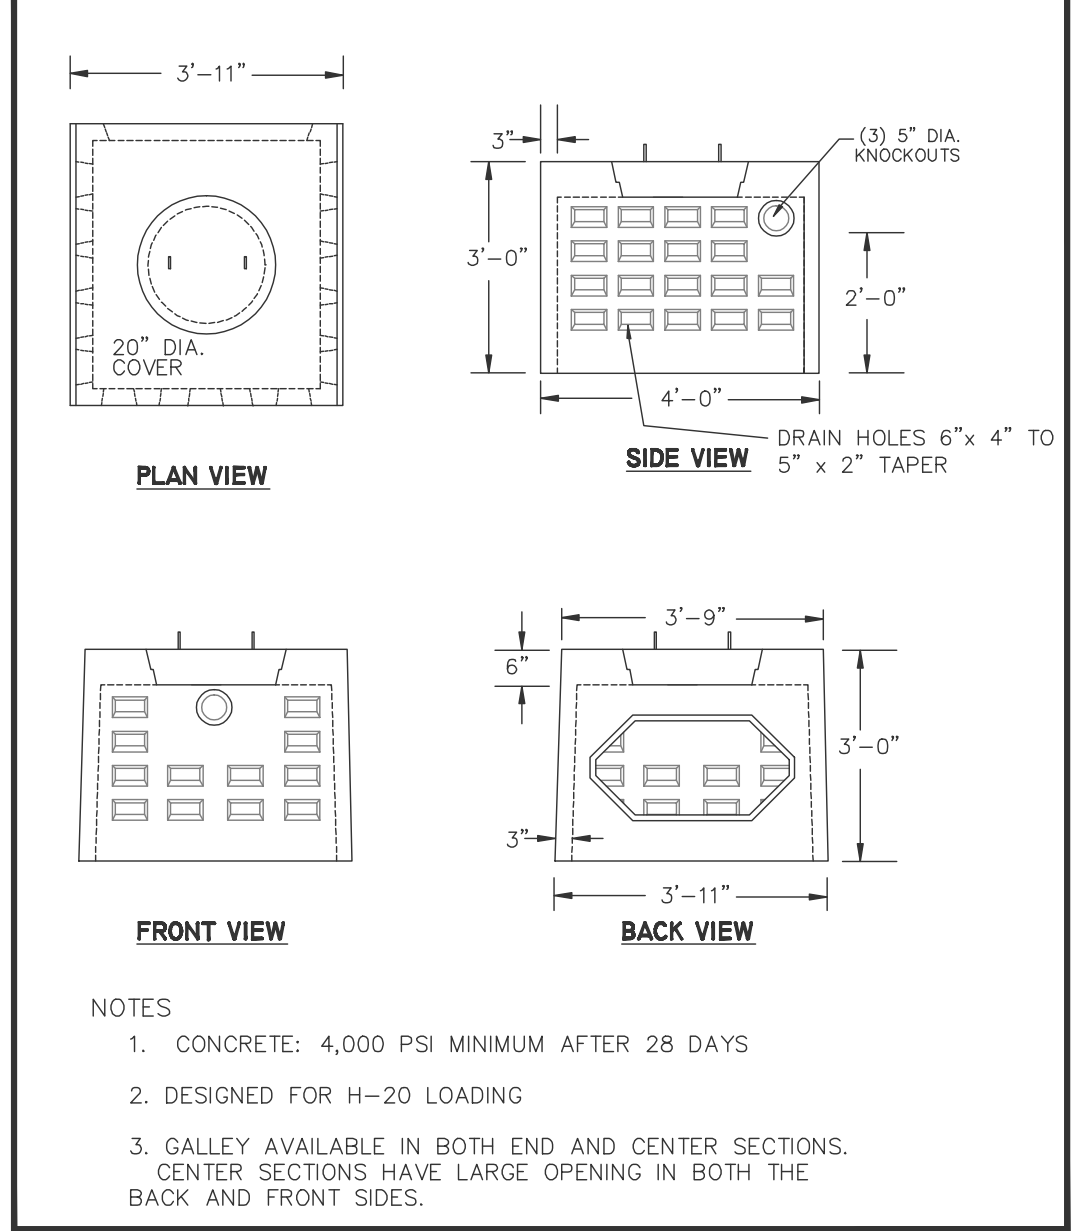 3'-11"
20" DIA.
COVER
PLAN VIEW
3"
(3) 5" DIA.
KNOCKOUTS
3'-0"
2'-0"
4'-0"
DRAIN HOLES 6"x 4" TO
5" x 2" TAPER
SIDE VIEW
FRONT VIEW
3'-9"
6"
3'-0"
3"
3'-11"
BACK VIEW
NOTES
1. CONCRETE: 4,000 PSI MINIMUM AFTER 28 DAYS
2. DESIGNED FOR H-20 LOADING
3. GALLEY AVAILABLE IN BOTH END AND CENTER SECTIONS.
CENTER SECTIONS HAVE LARGE OPENING IN BOTH THE
BACK AND FRONT SIDES.